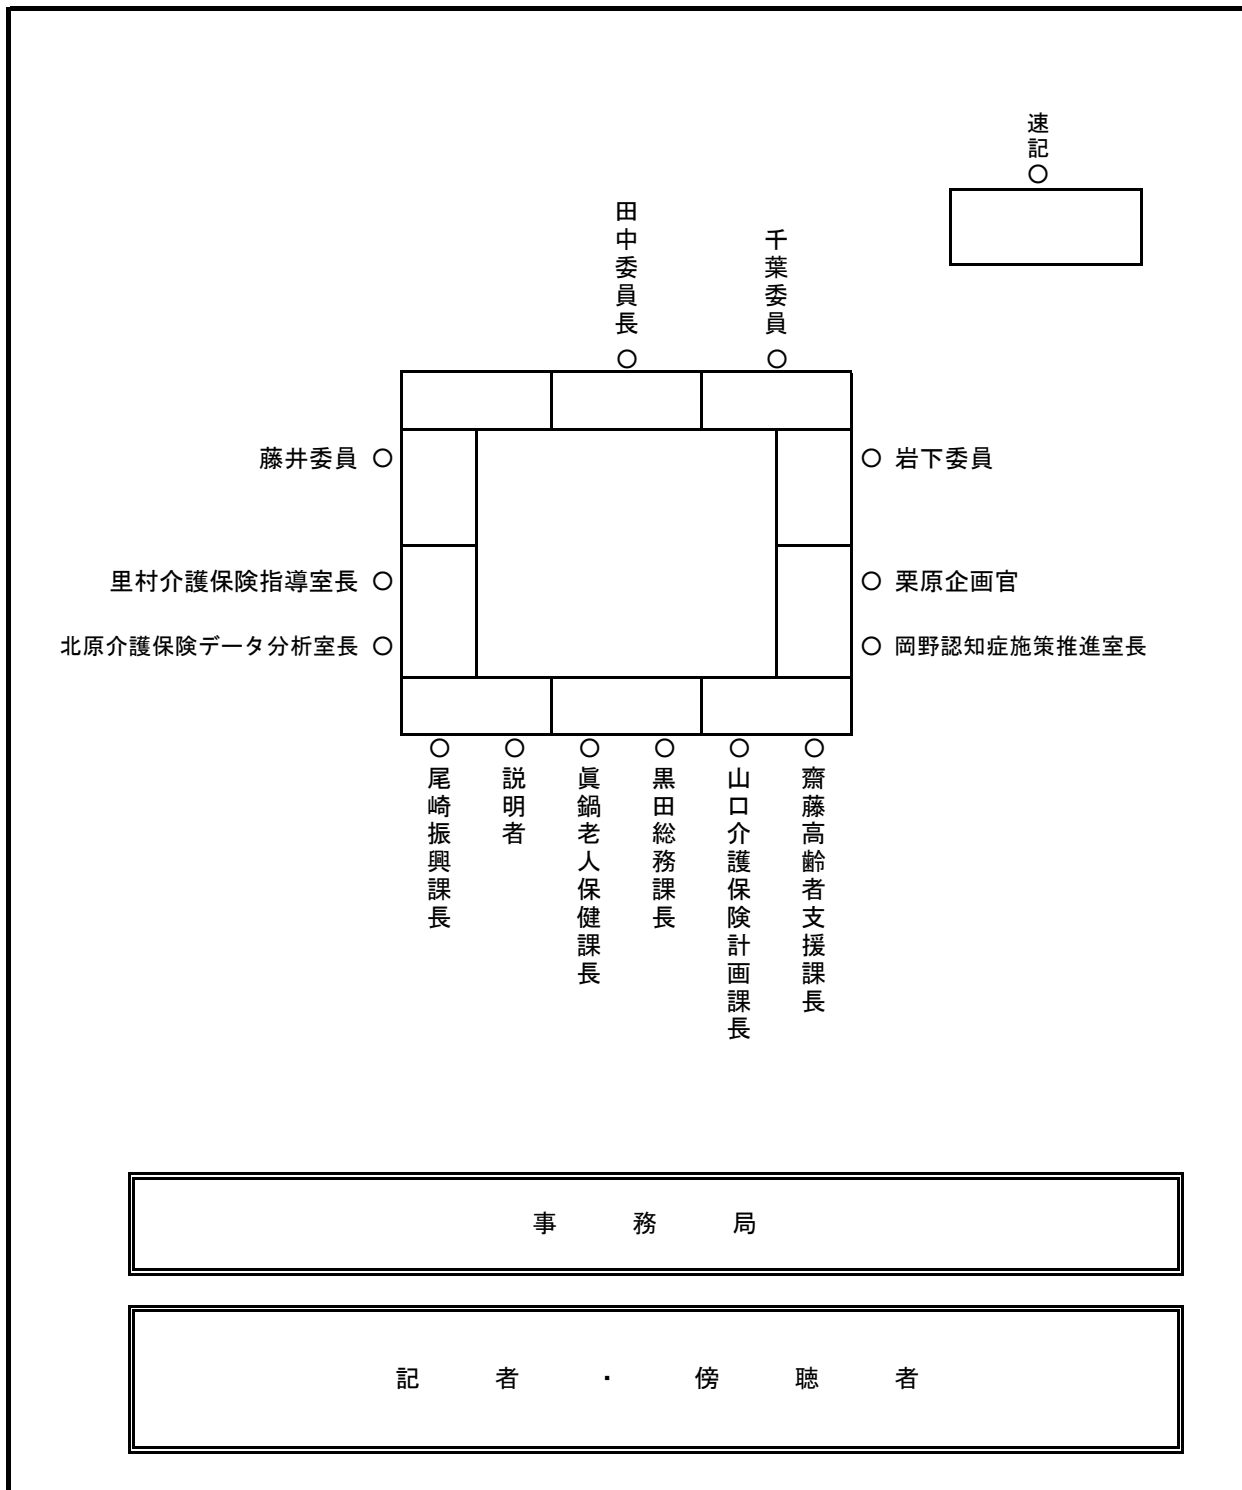 速記
田中委員長
千葉委員
藤井委員
岩下委員
里村介護保険指導室長
栗原企画官
北原介護保険データ分析室長
岡野認知症施策推進室長
尾崎振興課長
説明者
眞鍋老人保健課長
黒田総務課長
山口介護保険計画課長
齋藤高齢者支援課長
事務局
記者・傍聴者